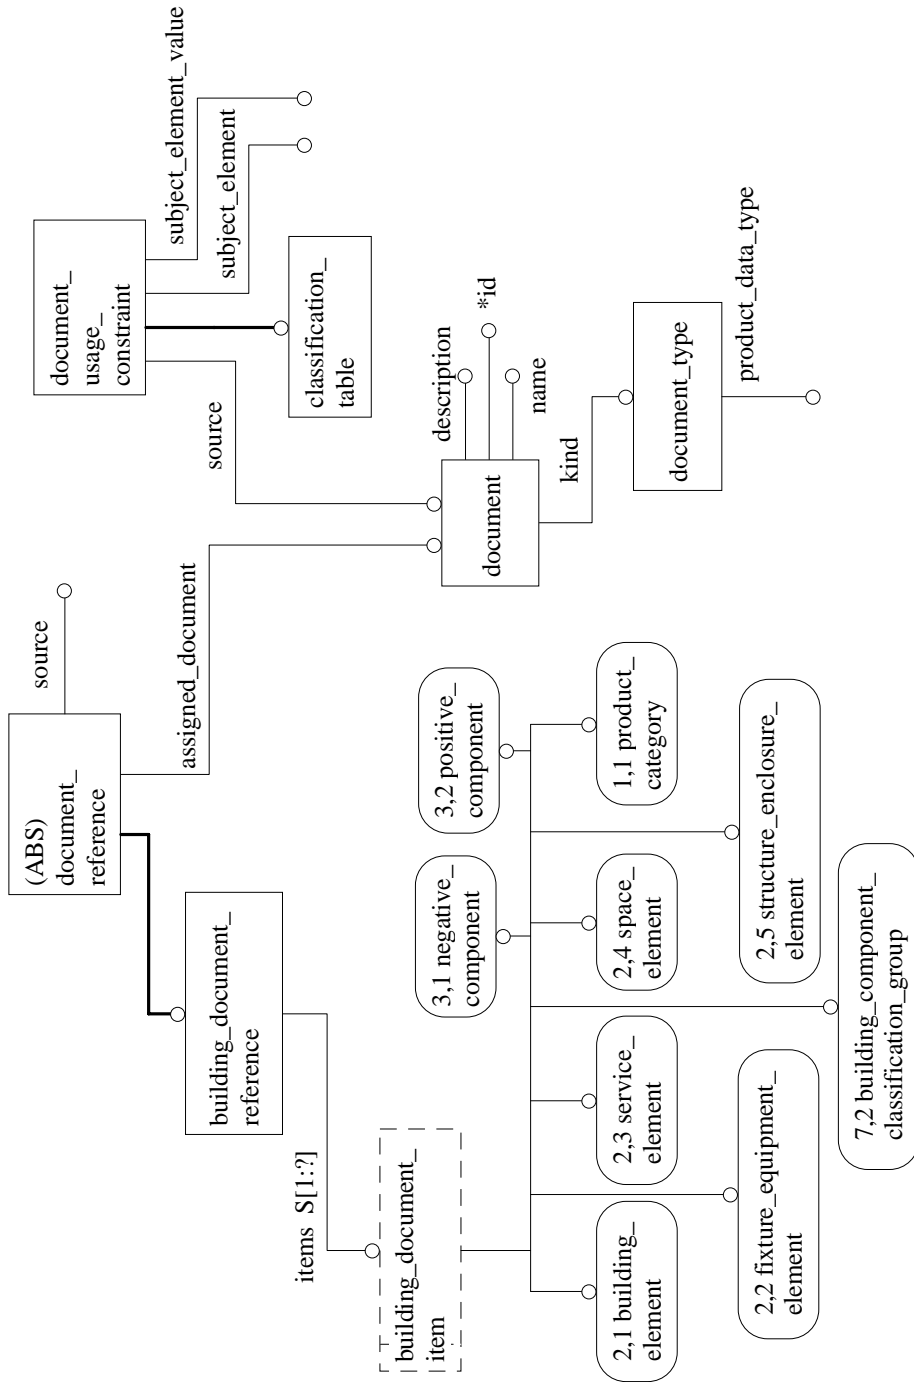 (ABS)
document_
reference
source
assigned_document
building_document_
reference
items S[1:?]
building_document_
item
document_
usage_
constraint
subject_element_value
subject_element
classification_
table
source
document
description
*id
name
kind
document_type
product_data_type
3,1 negative_
component
3,2 positive_
component
2,1 building_
element
2,3 service_
element
2,4 space_
element
1,1 product_
category
2,2 fixture_equipment_
element
2,5 structure_enclosure_
element
7,2 building_component_
classification_group